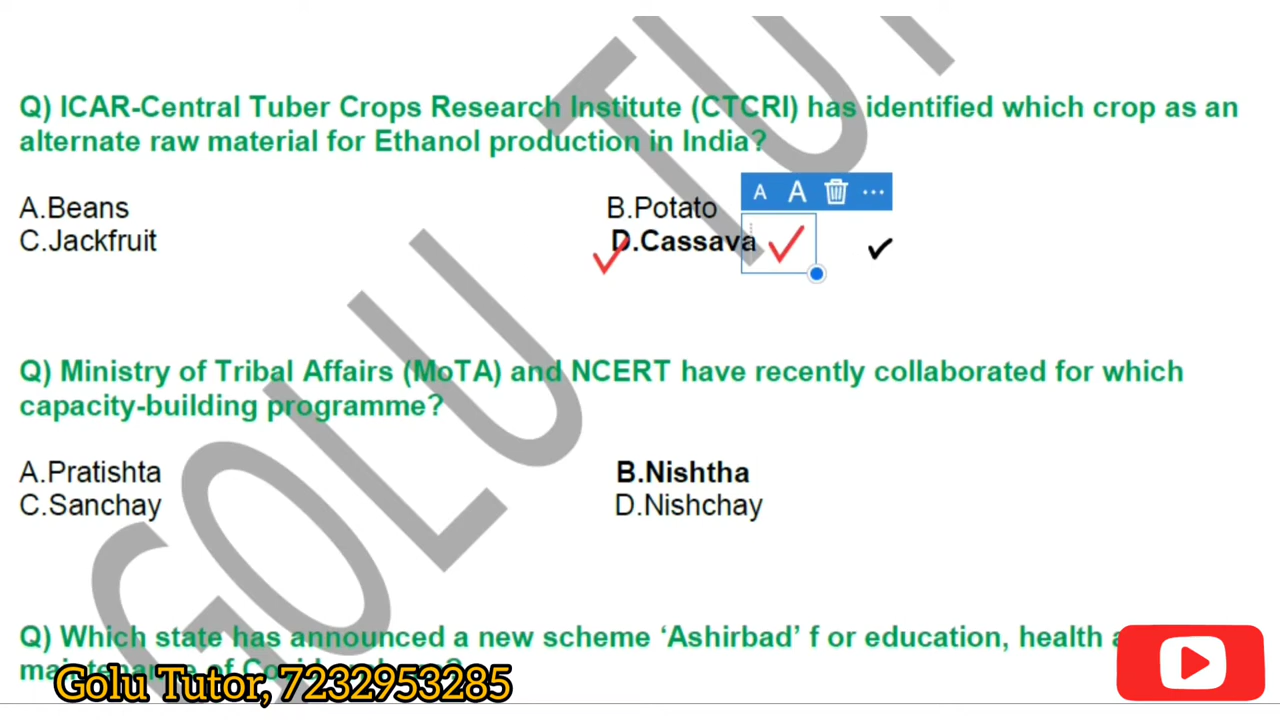 Q) ICAR-Central Tuber Crops Research Institute (CTCRI) has identified which crop as an
alternate raw material for Ethanol production in India?
A.Beans
B.Potato
A A 🗑 ...
C.Jackfruit
✓ D.Cassava ✓ ✓
Q) Ministry of Tribal Affairs (MoTA) and NCERT have recently collaborated for which
capacity-building programme?
A.Pratishta
B.Nishtha
C.Sanchay
D.Nishchay
Q) Which state has announced a new scheme ‘Ashirbad’ f or education, health
Golu Tutor, 7232953285
GOLU TUT